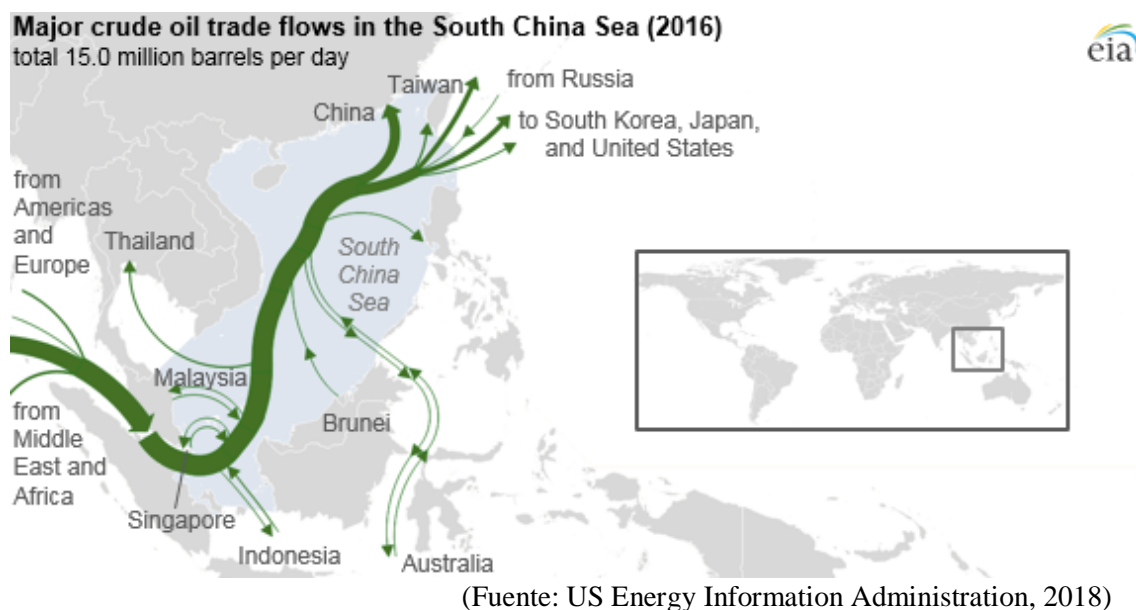 Major crude oil trade flows in the South China Sea (2016)
total 15.0 million barrels per day
eia
Taiwan
from Russia
China
to South Korea, Japan,
and United States
from
Americas
and
Europe
Thailand
South
China
Sea
Malaysia
from
Middle
East and
Africa
Brunei
Singapore
Indonesia
Australia
(Fuente: US Energy Information Administration, 2018)